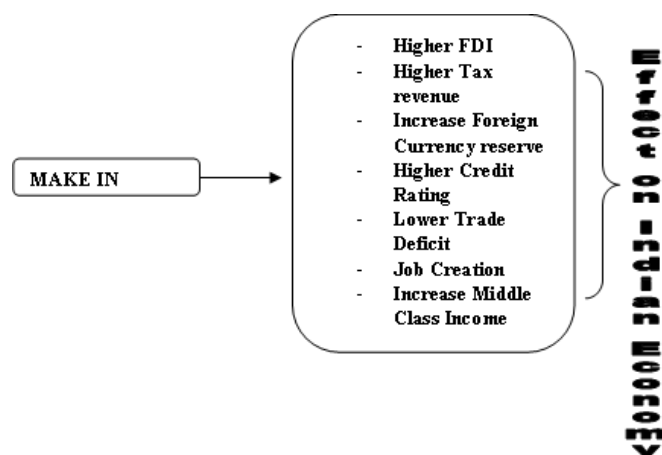 MAKE IN
- Higher FDI
- Higher Tax
revenue
- Increase Foreign
Currency reserve
- Higher Credit
Rating
- Lower Trade
Deficit
- Job Creation
- Increase Middle
Class Income
Effect on Indian Economy